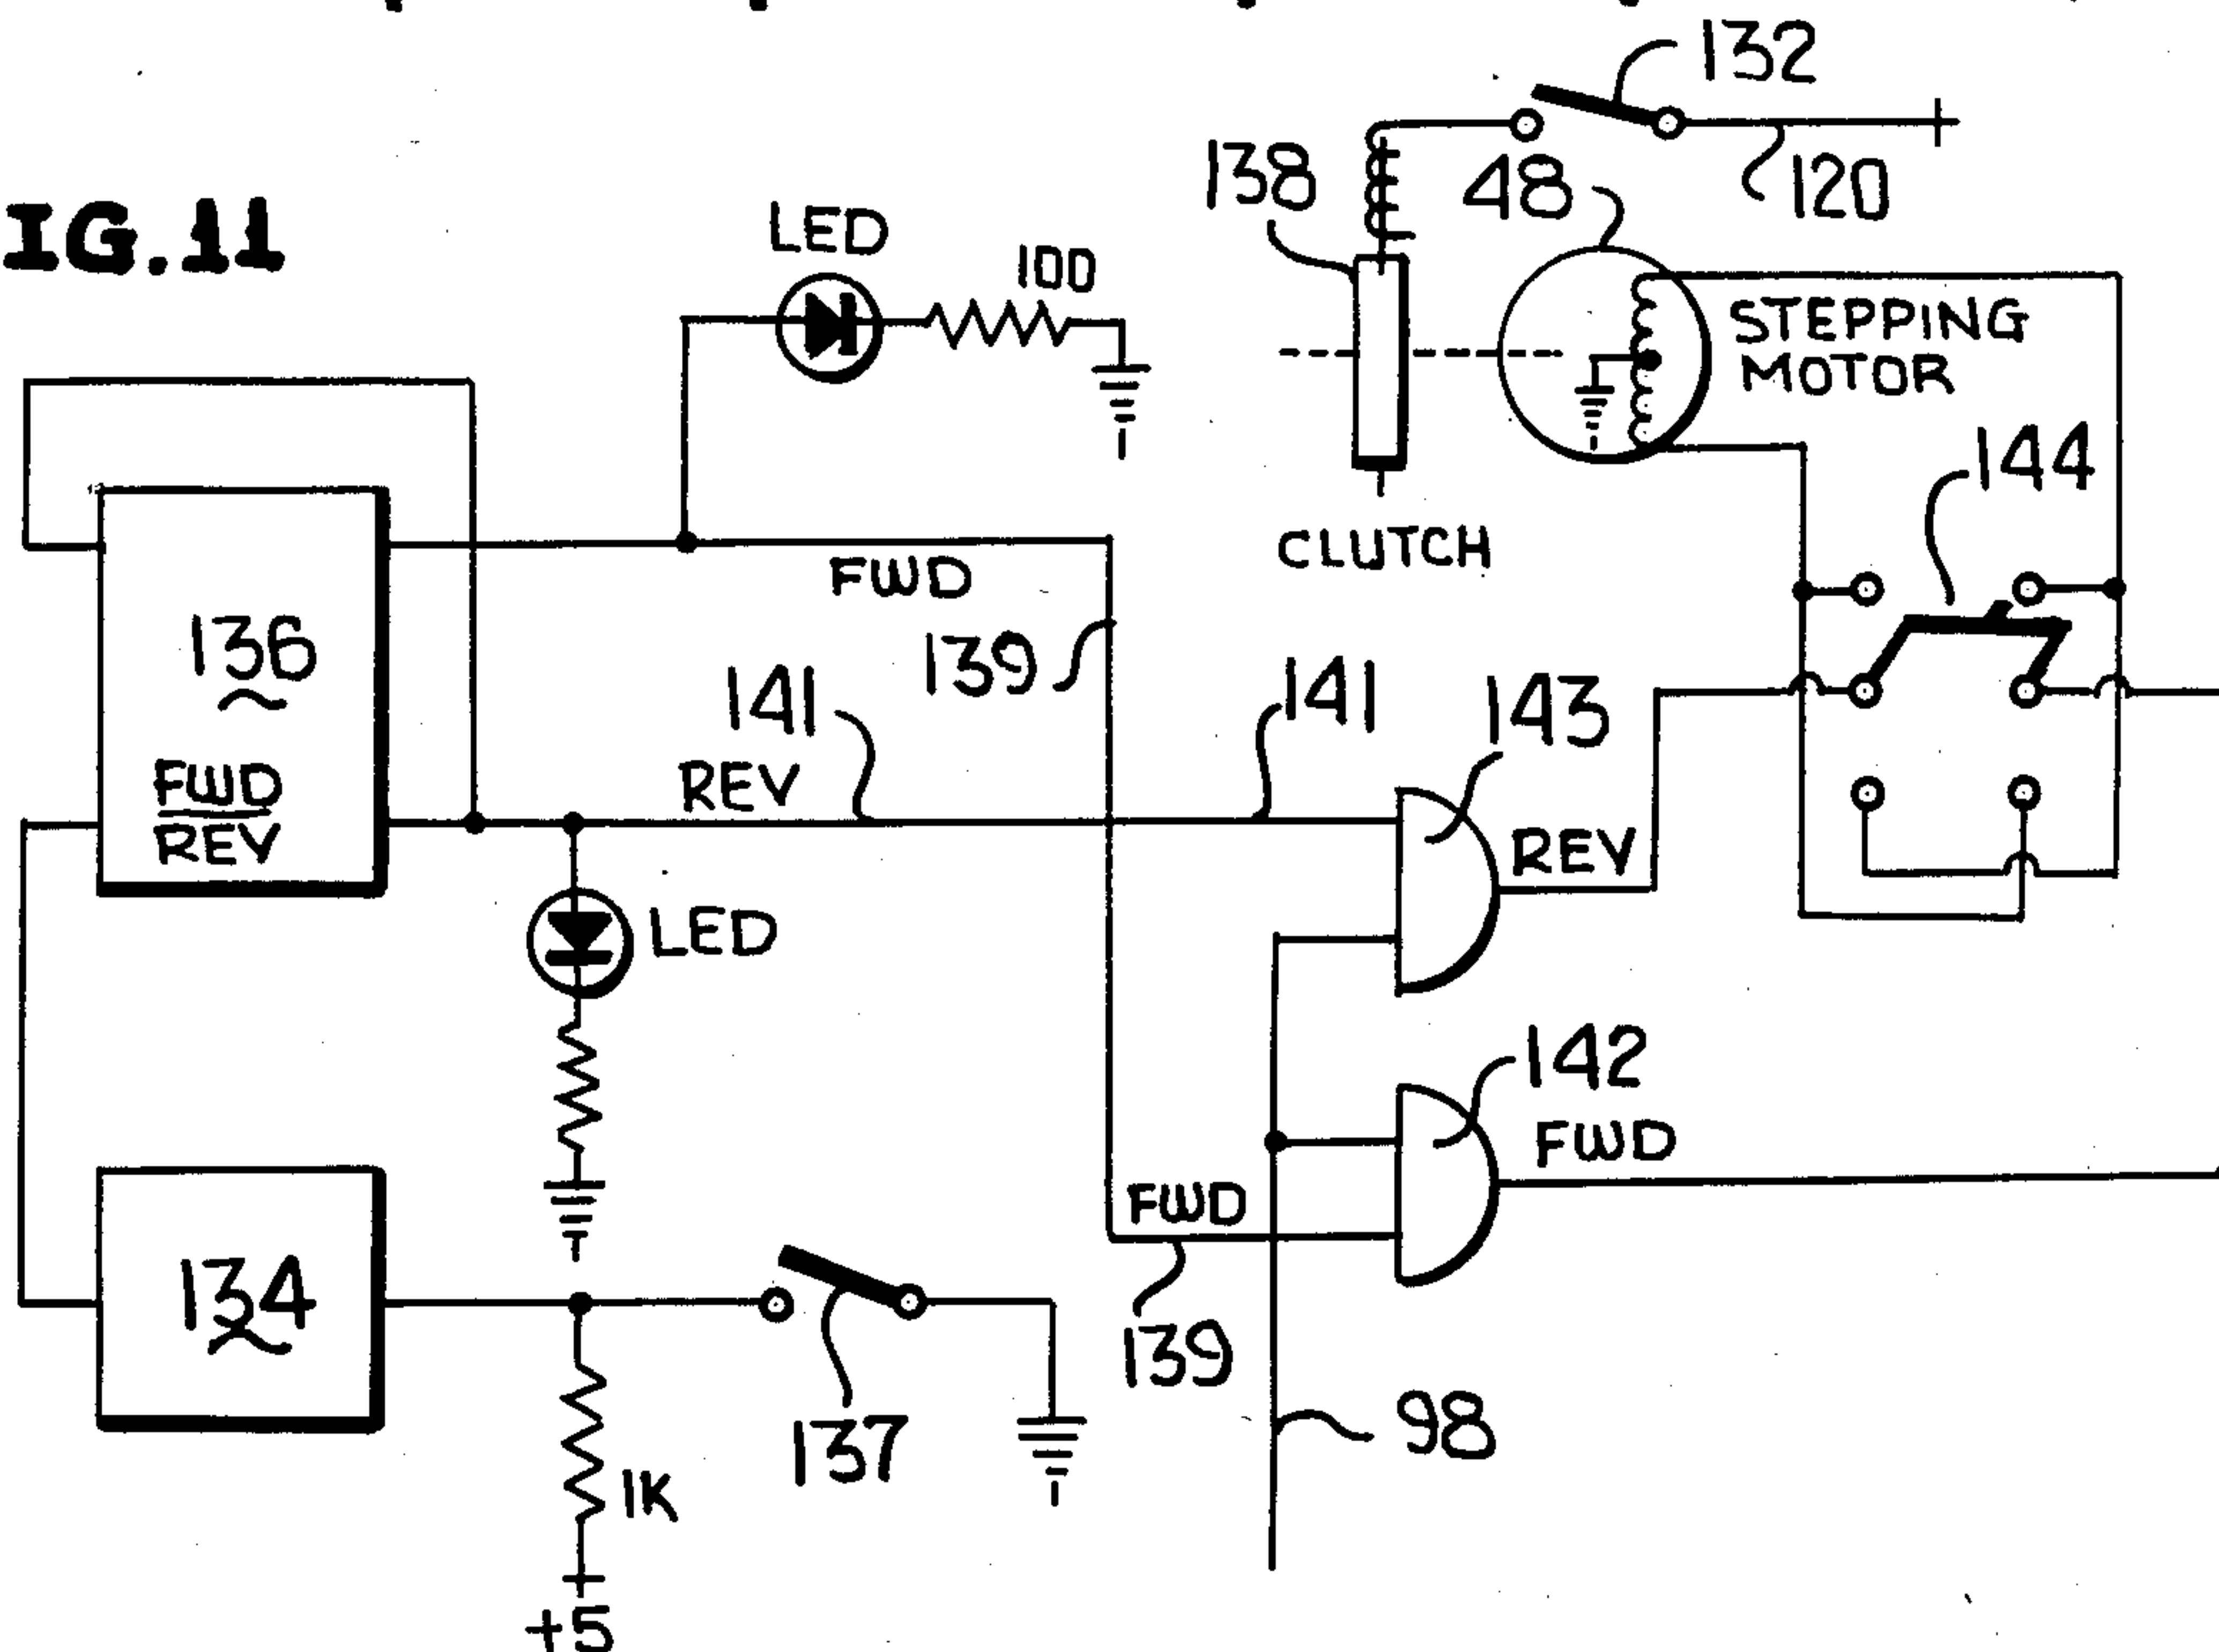 132
138
48
120
IG.11
LED
100
STEPPING
MOTOR
144
CLUTCH
FWD
136
139
141
141
143
FWD
REV
REV
REV
LED
142
FWD
FWD
134
139
137
98
1K
+5